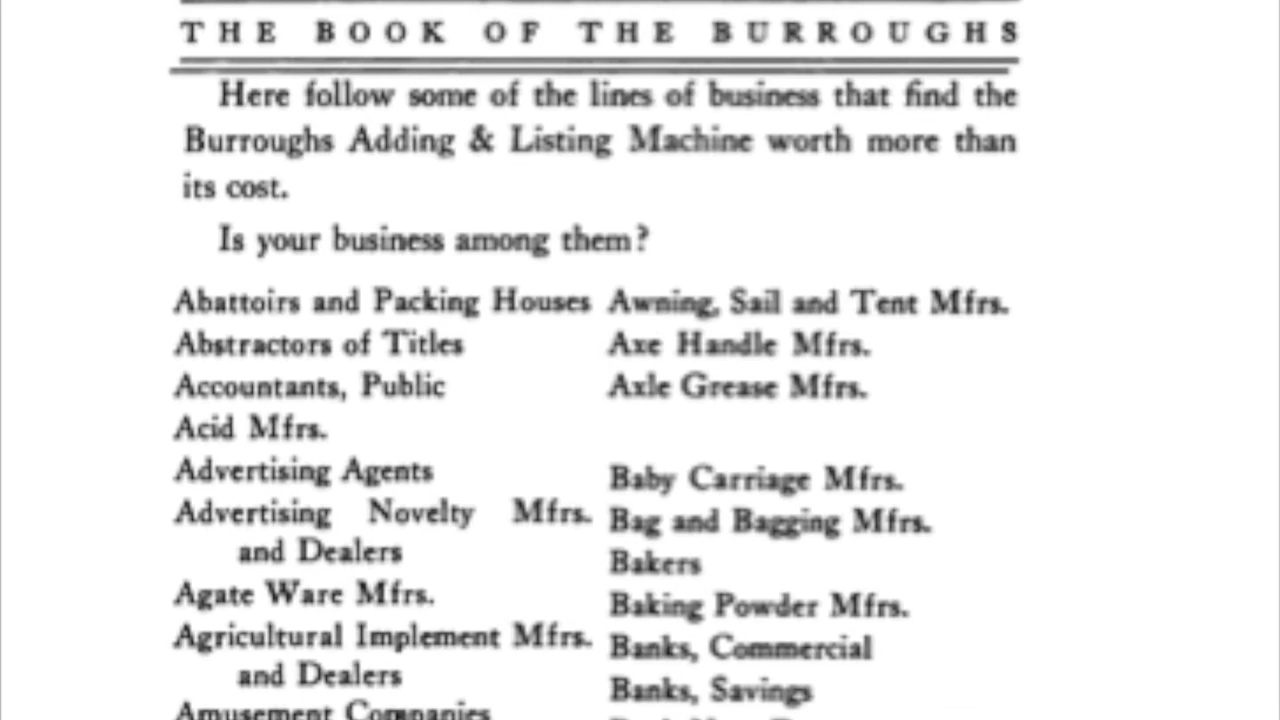 THE BOOK OF THE BURROUGHS
Here follow some of the lines of business that find the
Burroughs Adding & Listing Machine worth more than
its cost.
Is your business among them?
Abattoirs and Packing Houses
Abstractors of Titles
Accountants, Public
Acid Mfrs.
Advertising Agents
Advertising Novelty Mfrs.
and Dealers
Agate Ware Mfrs.
Agricultural Implement Mfrs.
and Dealers
Amusement Companies
Awning, Sail and Tent Mfrs.
Axe Handle Mfrs.
Axle Grease Mfrs.
Baby Carriage Mfrs.
Bag and Bagging Mfrs.
Bakers
Baking Powder Mfrs.
Banks, Commercial
Banks, Savings